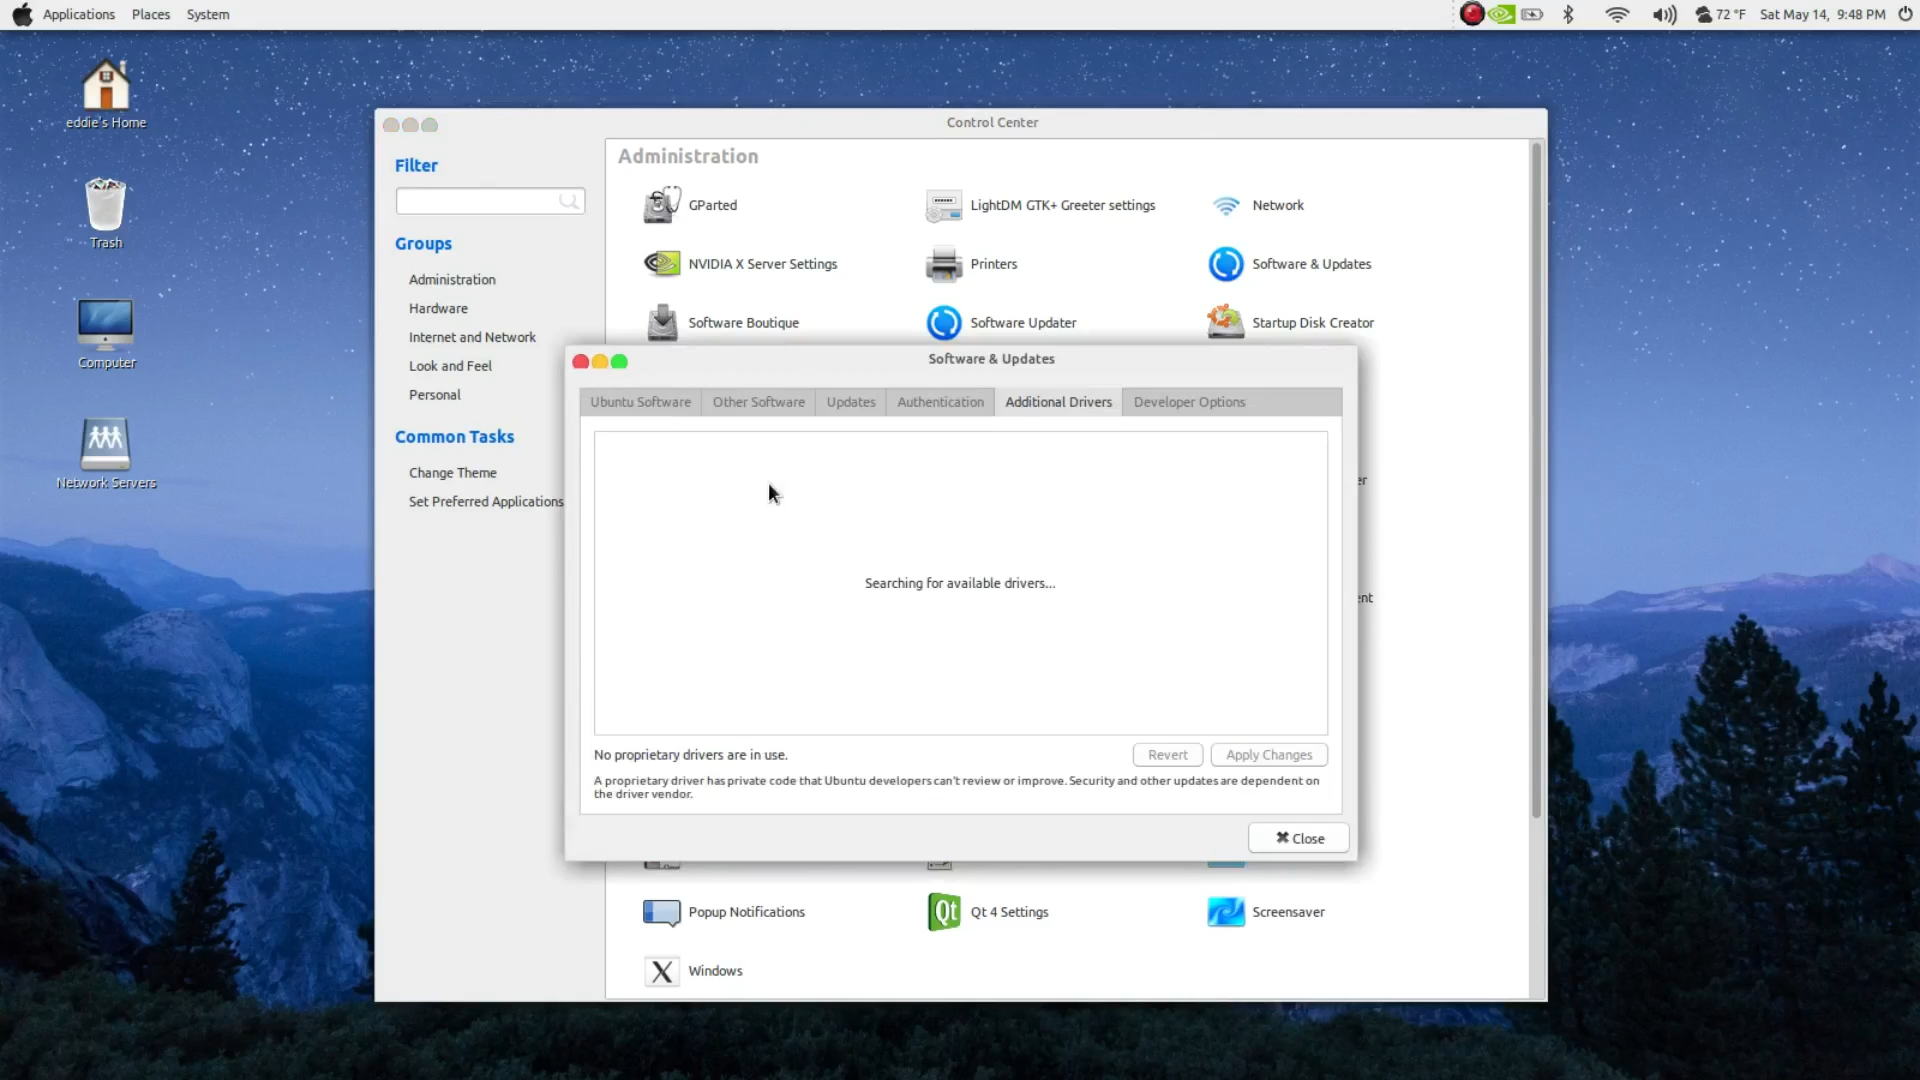 Applications Places System
72 °F Sat May 14, 9:48 PM
eddie's Home
Trash
Computer
Network Servers
Control Center
Filter
Groups
Administration
Hardware
Internet and Network
Look and Feel
Personal
Common Tasks
Change Theme
Set Preferred Applications
Administration
GParted
LightDM GTK+ Greeter settings
Network
NVIDIA X Server Settings
Printers
Software & Updates
Software Boutique
Software Updater
Startup Disk Creator
Software & Updates
Ubuntu Software
Other Software
Updates
Authentication
Additional Drivers
Developer Options
Searching for available drivers...
No proprietary drivers are in use.
Revert
Apply Changes
A proprietary driver has private code that Ubuntu developers can't review or improve. Security and other updates are dependent on
the driver vendor.
Close
Popup Notifications
Qt 4 Settings
Screensaver
Windows